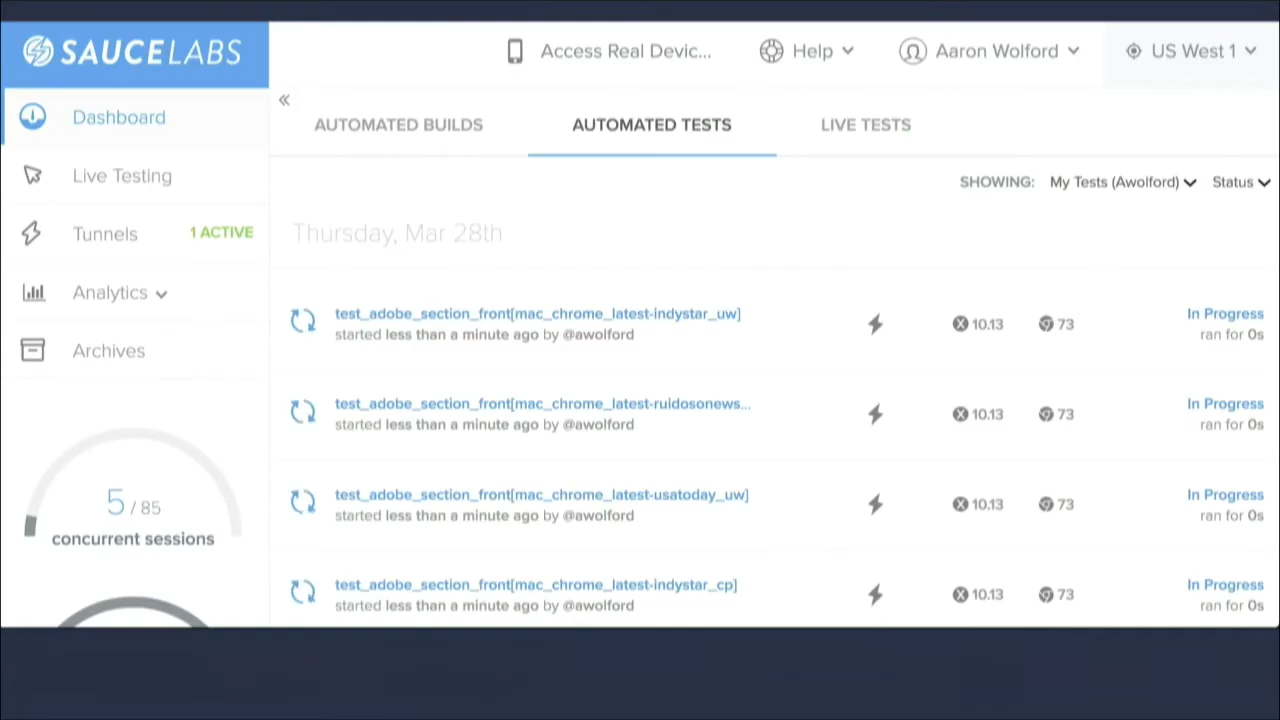 SAUCELABS
Access Real Devic...
Help
Aaron Wolford
US West 1
Dashboard
Live Testing
Tunnels 1 ACTIVE
Analytics
Archives
5 / 85
concurrent sessions
«
AUTOMATED BUILDS
AUTOMATED TESTS
LIVE TESTS
SHOWING: My Tests (Awolford) Status
Thursday, Mar 28th
test_adobe_section_front[mac_chrome_latest-indystar_uw]
started less than a minute ago by @awolford
10.13
73
In Progress
ran for 0s
test_adobe_section_front[mac_chrome_latest-ruidosonews...
started less than a minute ago by @awolford
10.13
73
In Progress
ran for 0s
test_adobe_section_front[mac_chrome_latest-usatoday_uw]
started less than a minute ago by @awolford
10.13
73
In Progress
ran for 0s
test_adobe_section_front[mac_chrome_latest-indystar_cp]
started less than a minute ago by @awolford
10.13
73
In Progress
ran for 0s